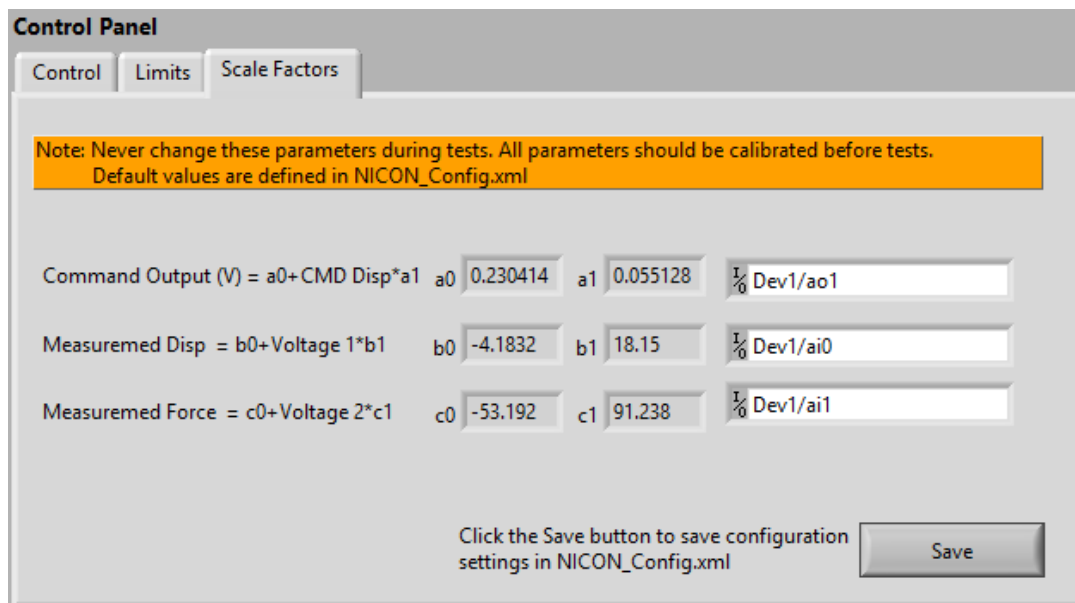 Control Panel
Control Limits Scale Factors
Note: Never change these parameters during tests. All parameters should be calibrated before tests.
Default values are defined in NICON_Config.xml
Command Output (V) = a0+CMD Disp*a1 a0 0.230414 a1 0.055128 I/0 Dev1/ao1
Measuremed Disp = b0+Voltage 1*b1 b0 -4.1832 b1 18.15 I/0 Dev1/ai0
Measuremed Force = c0+Voltage 2*c1 c0 -53.192 c1 91.238 I/0 Dev1/ai1
Click the Save button to save configuration
settings in NICON_Config.xml
Save